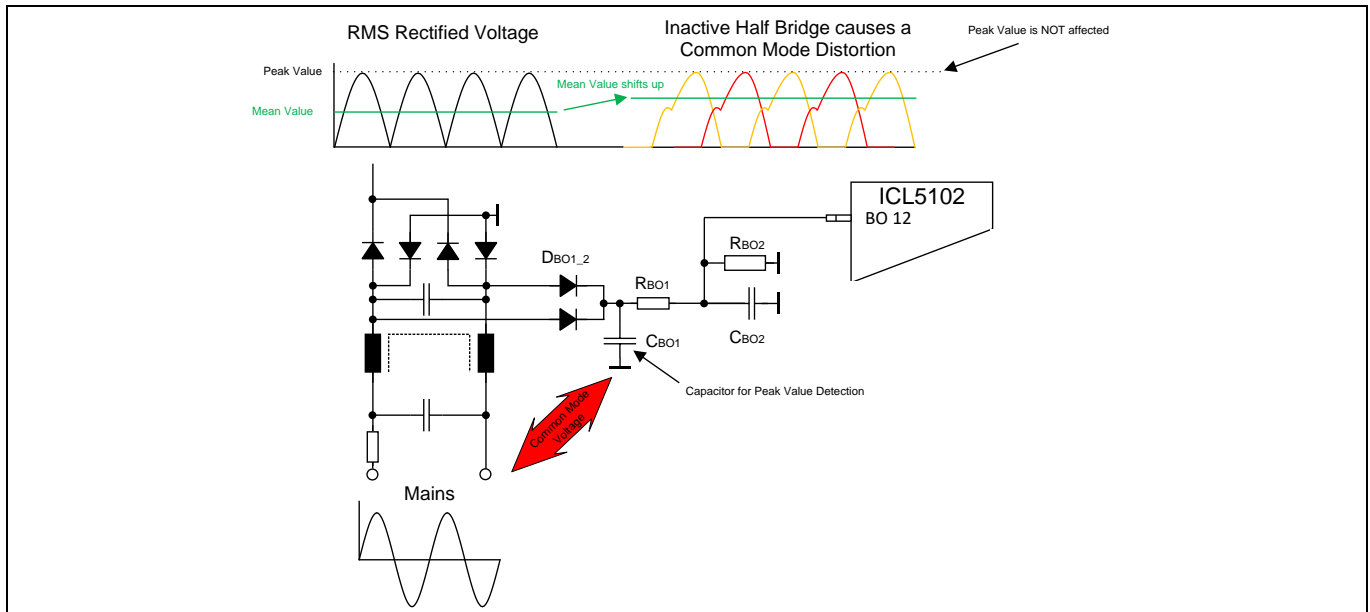 RMS Rectified Voltage
Inactive Half Bridge causes a
Common Mode Distortion
Peak Value is NOT affected
Peak Value
Mean Value shifts up
Mean Value
ICL5102
BO 12
DBO1_2
RBO2
RBO1
CBO1
CBO2
Capacitor for Peak Value Detection
Common Mode
Voltage
Mains